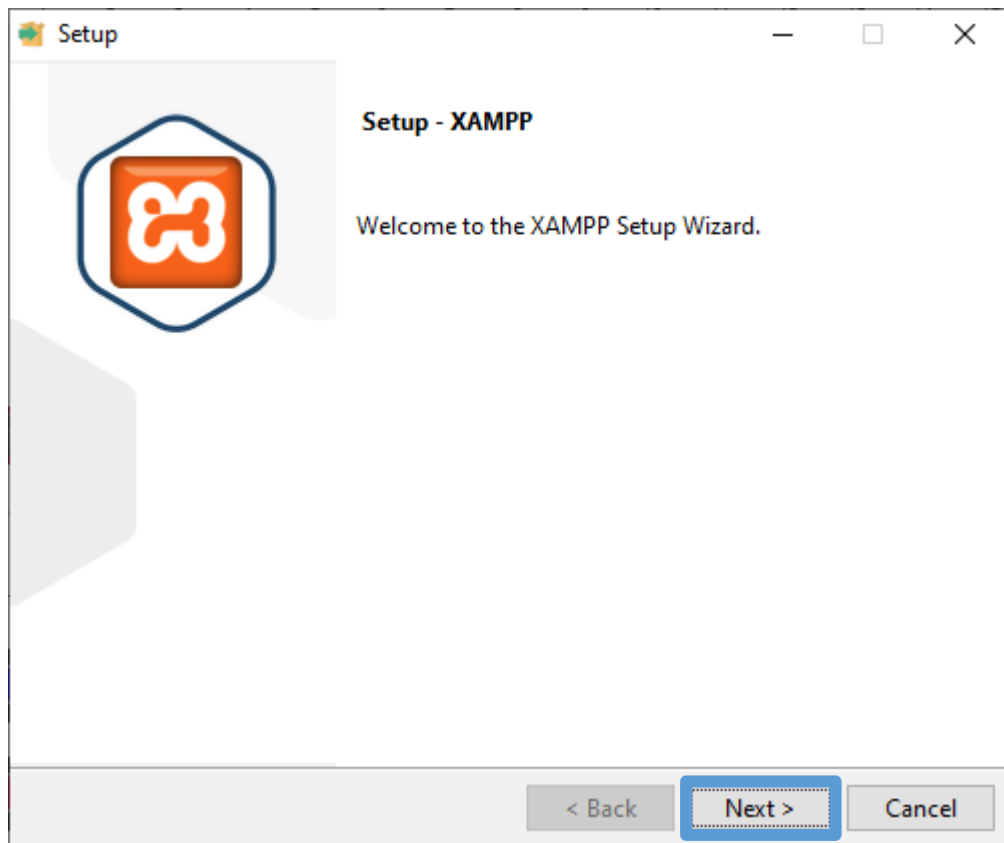 Setup
Setup - XAMPP
Welcome to the XAMPP Setup Wizard.
< Back Next > Cancel